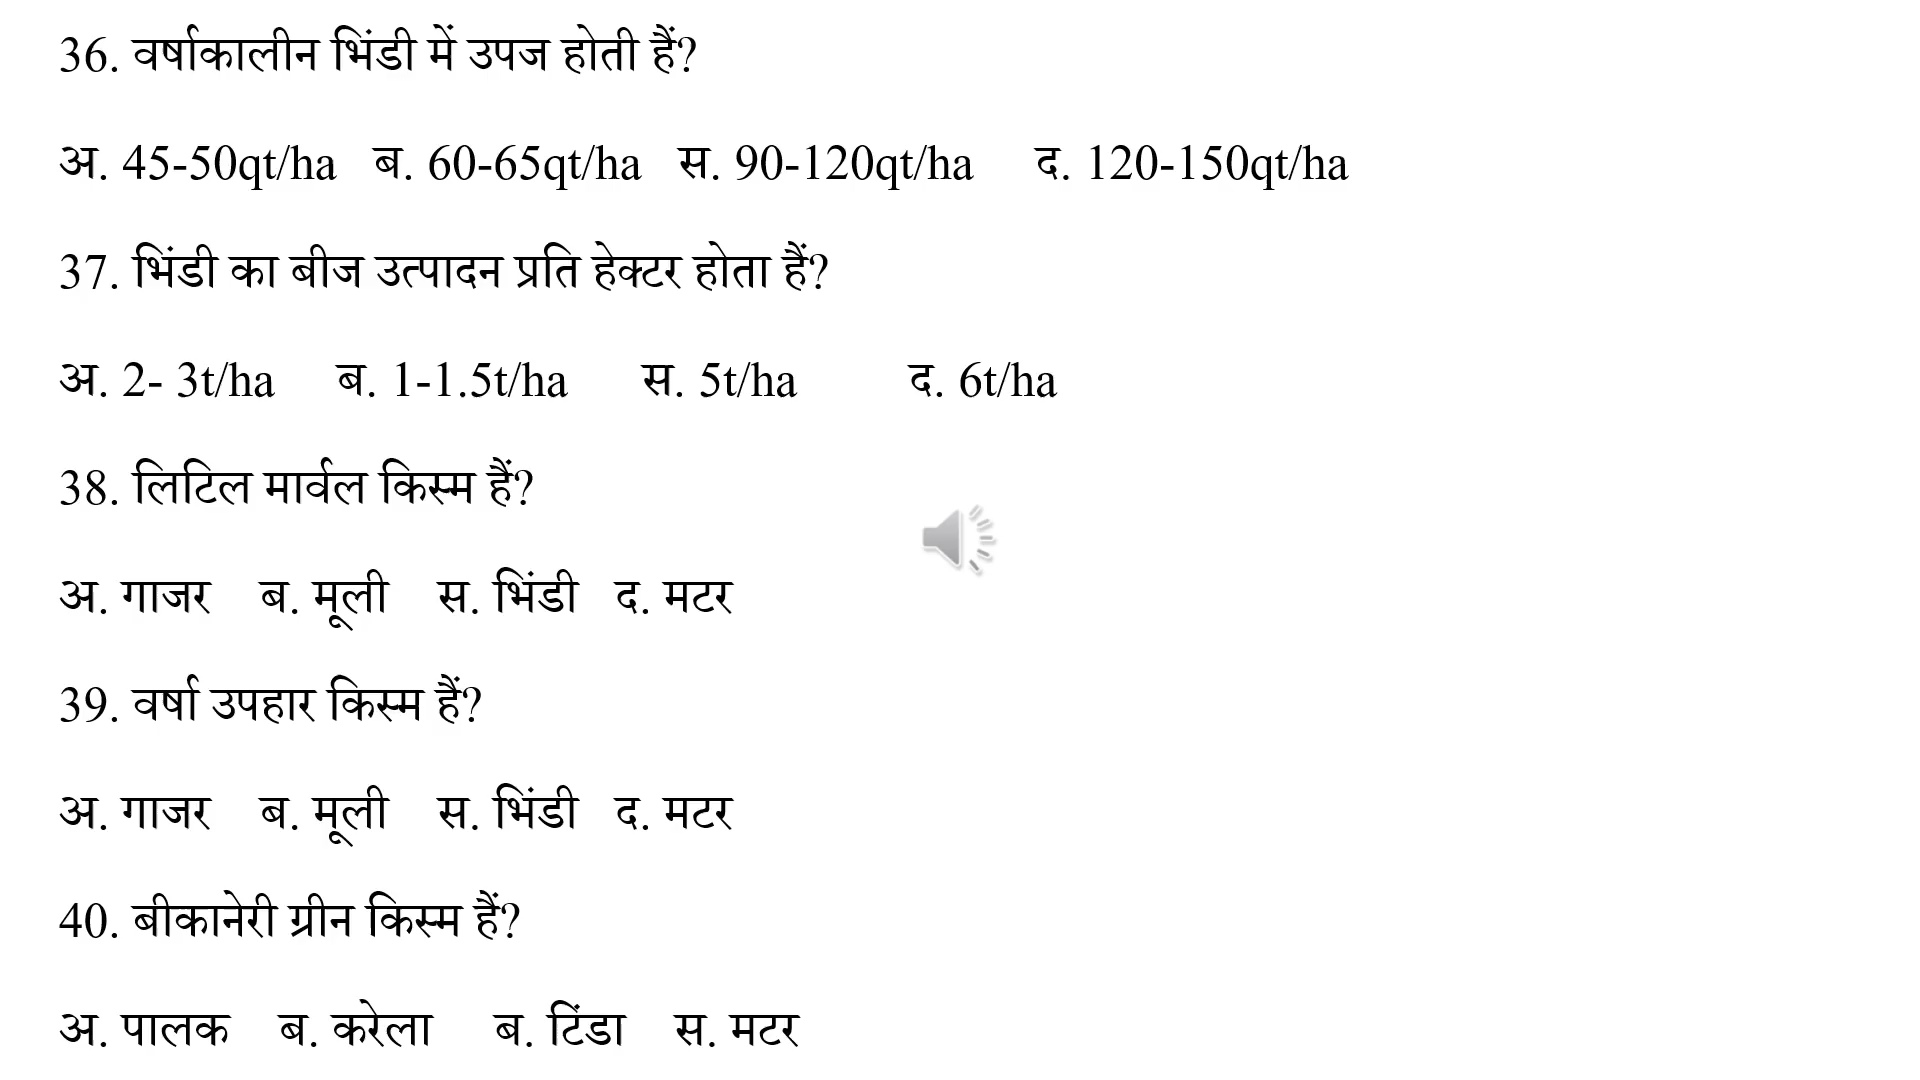 36. वर्षाकालीन भिंडी में उपज होती हैं?
अ. 45-50qt/ha ब. 60-65qt/ha स. 90-120qt/ha द. 120-150qt/ha
37. भिंडी का बीज उत्पादन प्रति हेक्टर होता हैं?
अ. 2- 3t/ha ब. 1-1.5t/ha स. 5t/ha द. 6t/ha
38. लिटिल मार्वल किस्म हैं?
अ. गाजर ब. मूली स. भिंडी द. मटर
39. वर्षा उपहार किस्म हैं?
अ. गाजर ब. मूली स. भिंडी द. मटर
40. बीकानेरी ग्रीन किस्म हैं?
अ. पालक ब. करेला ब. टिंडा स. मटर